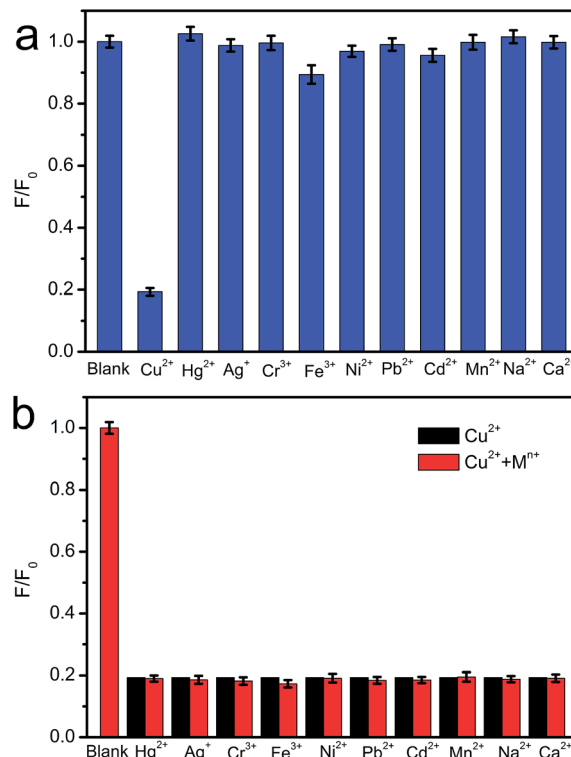 a
F/F₀
1.0
0.8
0.6
0.4
0.2
0.0
Blank Cu²⁺ Hg²⁺ Ag⁺ Cr³⁺ Fe³⁺ Ni²⁺ Pb²⁺ Cd²⁺ Mn²⁺ Na²⁺ Ca²
b
F/F₀
1.0
0.8
0.6
0.4
0.2
0.0
Cu²⁺
Cu²⁺+Mⁿ⁺
Blank Hg²⁺ Ag⁺ Cr³⁺ Fe³⁺ Ni²⁺ Pb²⁺ Cd²⁺ Mn²⁺ Na²⁺ Ca²⁺